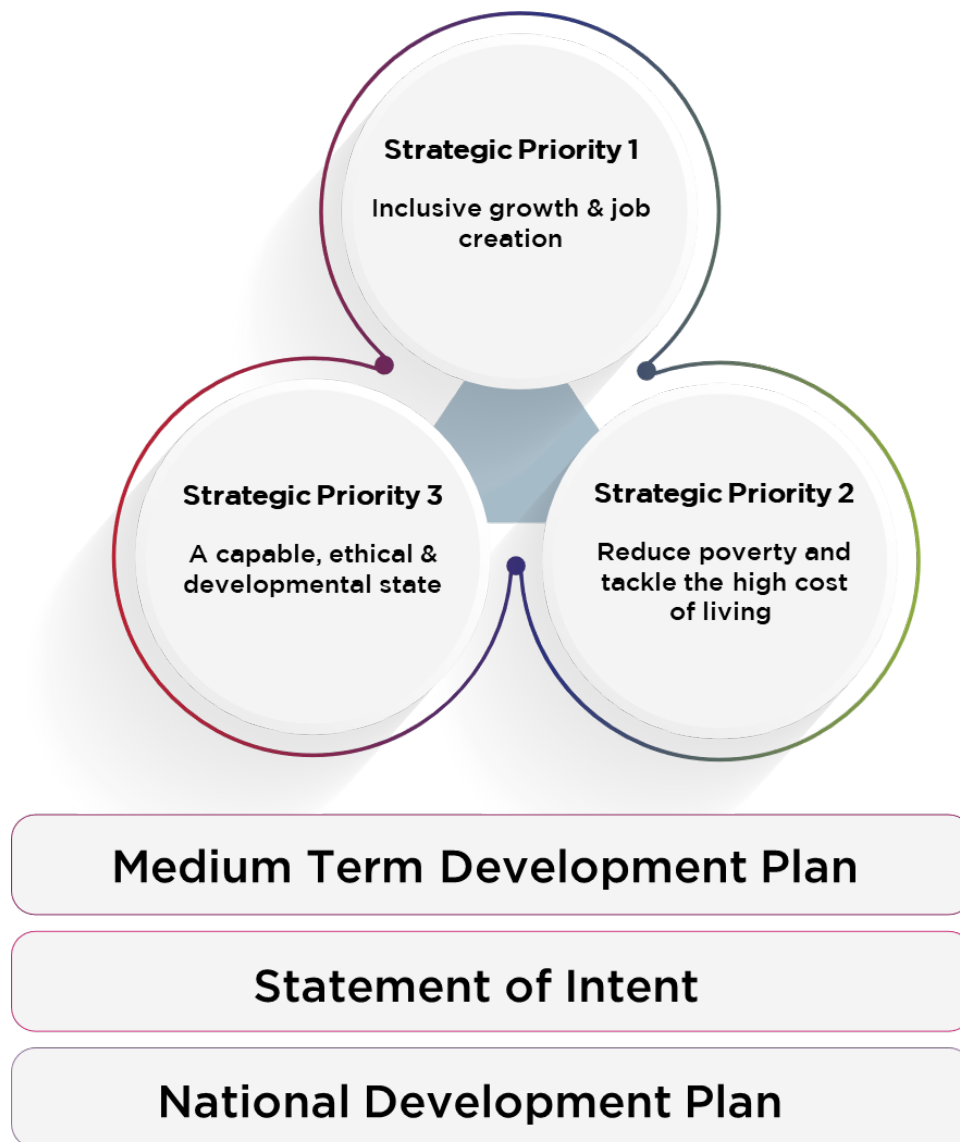 Strategic Priority 1
Inclusive growth & job
creation
Strategic Priority 3
A capable, ethical &
developmental state
Strategic Priority 2
Reduce poverty and
tackle the high cost
of living
Medium Term Development Plan
Statement of Intent
National Development Plan